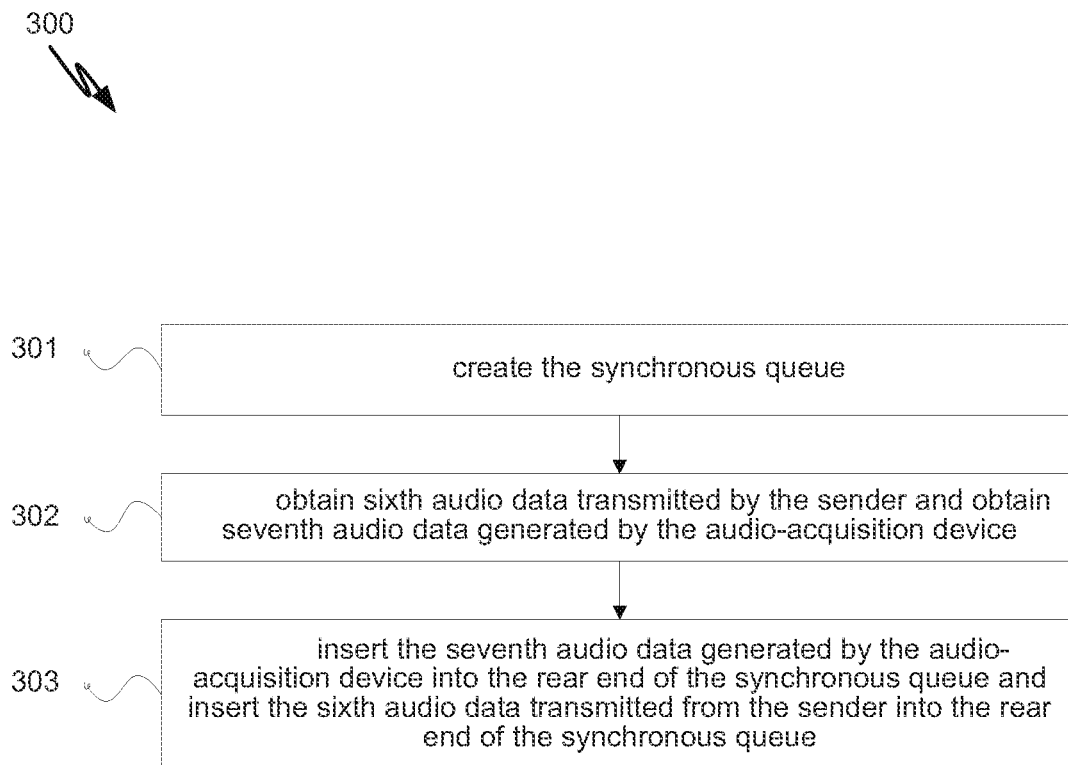 300
301
create the synchronous queue
302
obtain sixth audio data transmitted by the sender and obtain
seventh audio data generated by the audio-acquisition device
303
insert the seventh audio data generated by the audio-
acquisition device into the rear end of the synchronous queue and
insert the sixth audio data transmitted from the sender into the rear
end of the synchronous queue